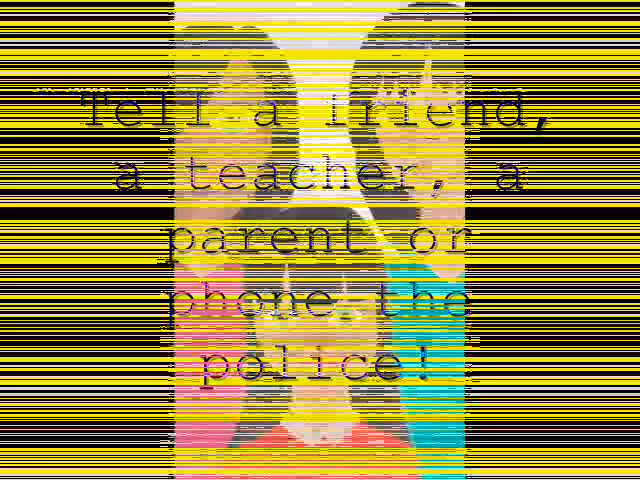 Tell a friend,
a teacher, a
parent or
phone the
police!